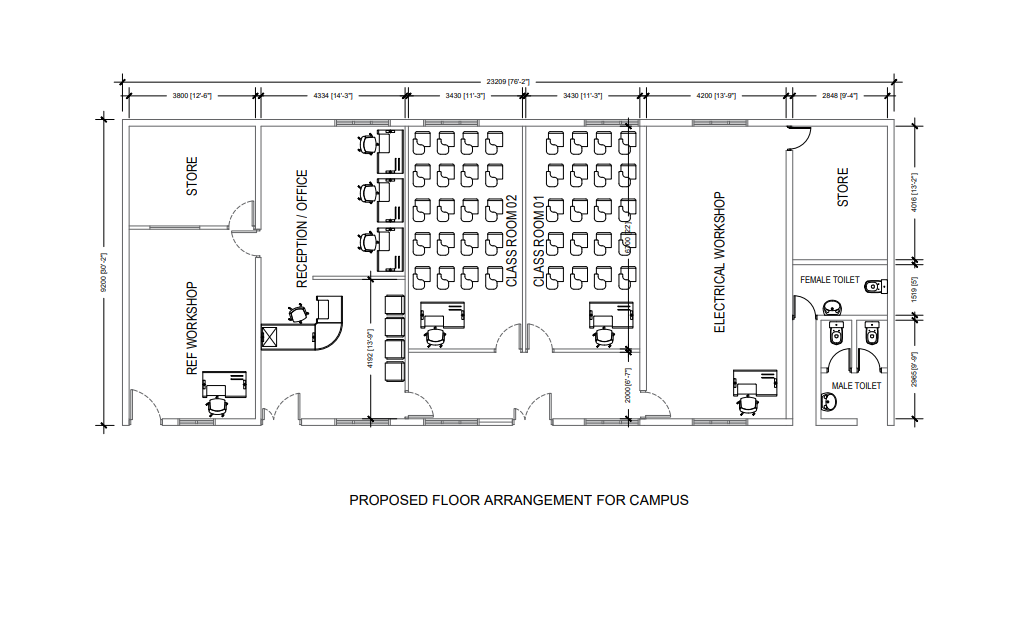 23209 [76'-2"]
3800 [12'-6"]
4334 [14'-3"]
3430 [11'-3"]
3430 [11'-3"]
4200 [13'-9"]
2848 [9'-4"]
9200 [30'-2"]
STORE
REF WORKSHOP
RECEPTION / OFFICE
4192 [13'-9"]
CLASS ROOM 02
CLASS ROOM 01
2000 [6'-7"]
ELECTRICAL WORKSHOP
STORE
4016 [13'-2"]
FEMALE TOILET
1519 [5']
MALE TOILET
2965 [9'-9"]
PROPOSED FLOOR ARRANGEMENT FOR CAMPUS